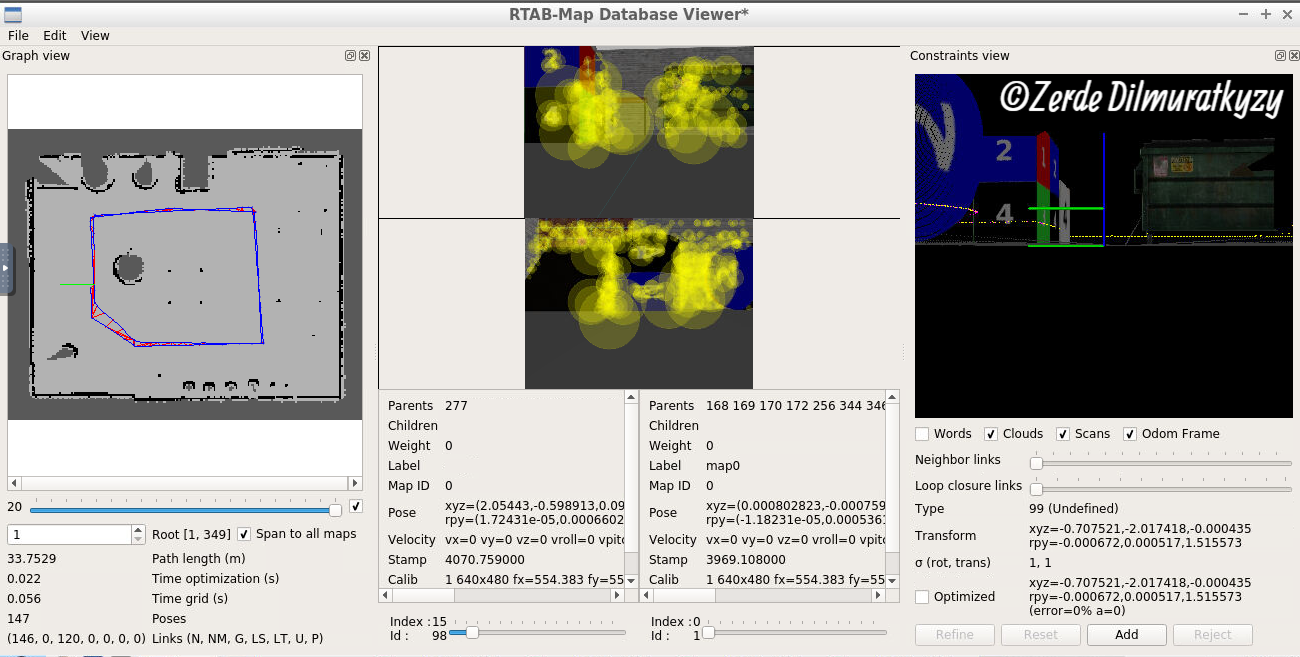 RTAB-Map Database Viewer*
File Edit View
Graph view
20
1 Root [1, 349] Span to all maps
33.7529 Path length (m)
0.022 Time optimization (s)
0.056 Time grid (s)
147 Poses
(146, 0, 120, 0, 0, 0, 0) Links (N, NM, G, LS, LT, U, P)
2
Parents 277
Children
Weight 0
Label
Map ID 0
Pose xyz=(2.05443,-0.598913,0.09
rpy=(1.72431e-05,0.0006602
Velocity vx=0 vy=0 vz=0 vroll=0 vpito
Stamp 4070.759000
Calib 1 640x480 fx=554.383 fy=55
Index : 15
Id : 98
Parents 168 169 170 172 256 344 346
Children
Weight 0
Label map0
Map ID 0
Pose xyz=(0.000802823,-0.000759
rpy=(-1.18231e-05,0.000536
Velocity vx=0 vy=0 vz=0 vroll=0 vpito
Stamp 3969.108000
Calib 1 640x480 fx=554.383 fy=55
Index : 0
Id : 1
Constraints view
©Zerde Dilmuratkyzy
2 1
4
Words Clouds Scans Odom Frame
Neighbor links
Loop closure links
Type 99 (Undefined)
Transform xyz=-0.707521,-2.017418,-0.000435
rpy=-0.000672,0.000517,1.515573
σ (rot, trans) 1, 1
Optimized xyz=-0.707521,-2.017418,-0.000435
rpy=-0.000672,0.000517,1.515573
(error=0% a=0)
Refine Reset Add Reject